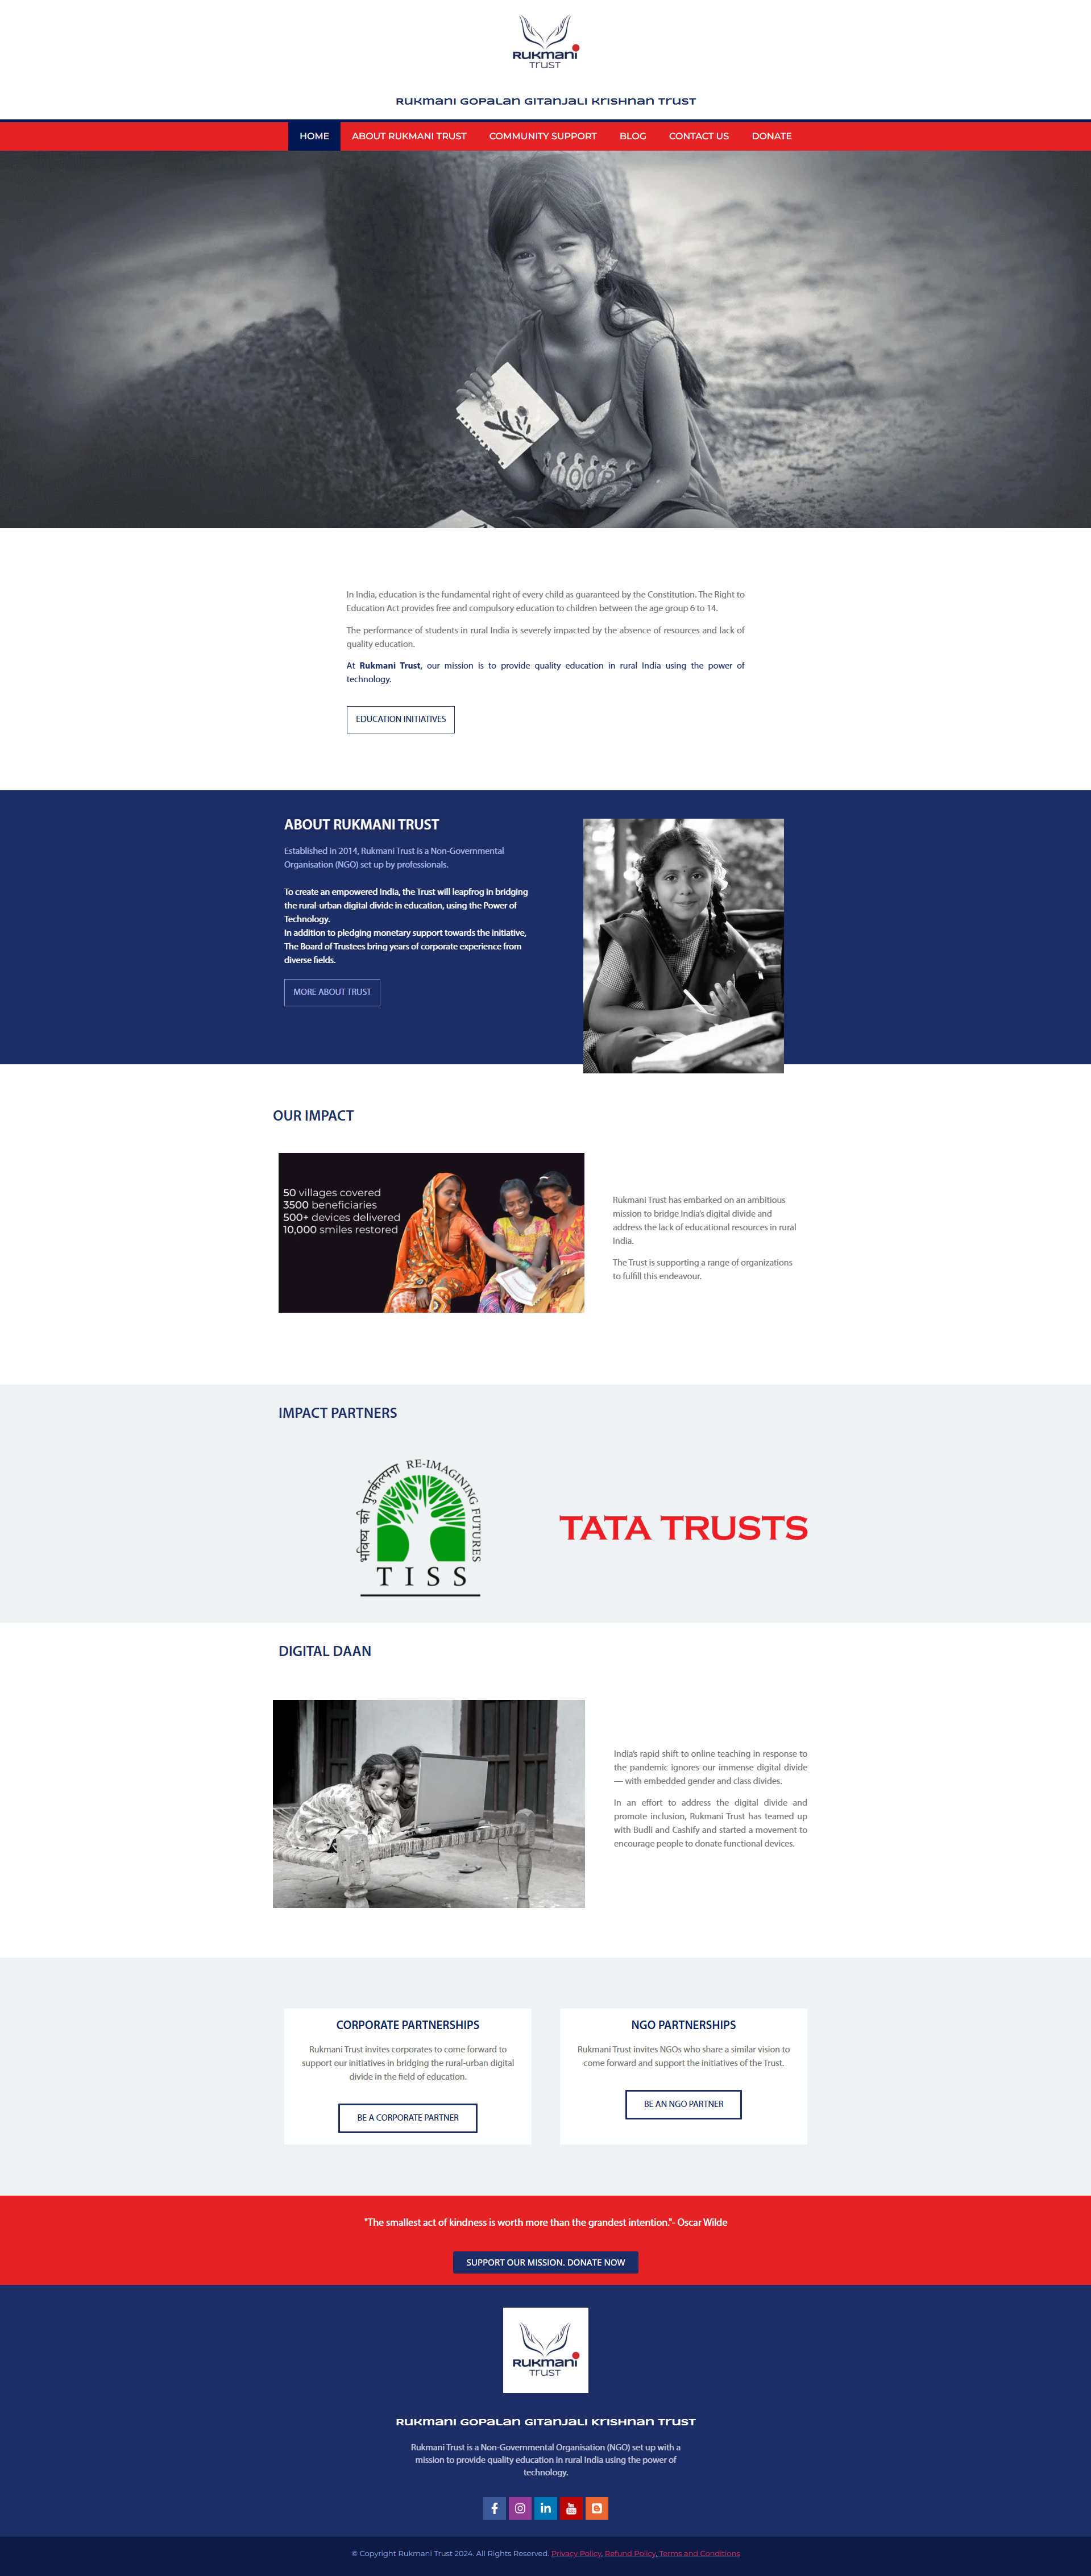 Rukmani
Trust
Rukmani Gopalan Gitanjali Krishnan Trust
HOME
ABOUT RUKMANI TRUST
COMMUNITY SUPPORT
BLOG
CONTACT US
DONATE
In India, education is the fundamental right of every child as guaranteed by the Constitution. The Right to
Education Act provides free and compulsory education to children between the age group 6 to 14.
The performance of students in rural India is severely impacted by the absence of resources and lack of
quality education.
At Rukmani Trust, our mission is to provide quality education in rural India using the power of
technology.
EDUCATION INITIATIVES
ABOUT RUKMANI TRUST
Established in 2014, Rukmani Trust is a Non-Governmental
Organisation (NGO) set up by professionals.
To create an empowered India, the Trust will leapfrog in bridging
the rural-urban digital divide in education, using the Power of
Technology.
In addition to pledging monetary support towards the initiative,
The Board of Trustees bring years of corporate experience from
diverse fields.
MORE ABOUT TRUST
OUR IMPACT
50 villages covered
3500 beneficiaries
500+ devices delivered
10,000 smiles restored
Rukmani Trust has embarked on an ambitious
mission to bridge India's digital divide and
address the lack of educational resources in rural
India.
The Trust is supporting a range of organizations
to fulfill this endeavour.
IMPACT PARTNERS
भविष्य की पुनर्कल्पना
RE-IMAGINING FUTURES
TISS
TATA TRUSTS
DIGITAL DAAN
India's rapid shift to online teaching in response to
the pandemic ignores our immense digital divide
— with embedded gender and class divides.
In an effort to address the digital divide and
promote inclusion, Rukmani Trust has teamed up
with Budli and Cashify and started a movement to
encourage people to donate functional devices.
CORPORATE PARTNERSHIPS
Rukmani Trust invites corporates to come forward to
support our initiatives in bridging the rural-urban digital
divide in the field of education.
BE A CORPORATE PARTNER
NGO PARTNERSHIPS
Rukmani Trust invites NGOs who share a similar vision to
come forward and support the initiatives of the Trust.
BE AN NGO PARTNER
"The smallest act of kindness is worth more than the grandest intention."- Oscar Wilde
SUPPORT OUR MISSION. DONATE NOW
Rukmani
Trust
Rukmani Gopalan Gitanjali Krishnan Trust
Rukmani Trust is a Non-Governmental Organisation (NGO) set up with a
mission to provide quality education in rural India using the power of
technology.
© Copyright Rukmani Trust 2024. All Rights Reserved. Privacy Policy, Refund Policy, Terms and Conditions